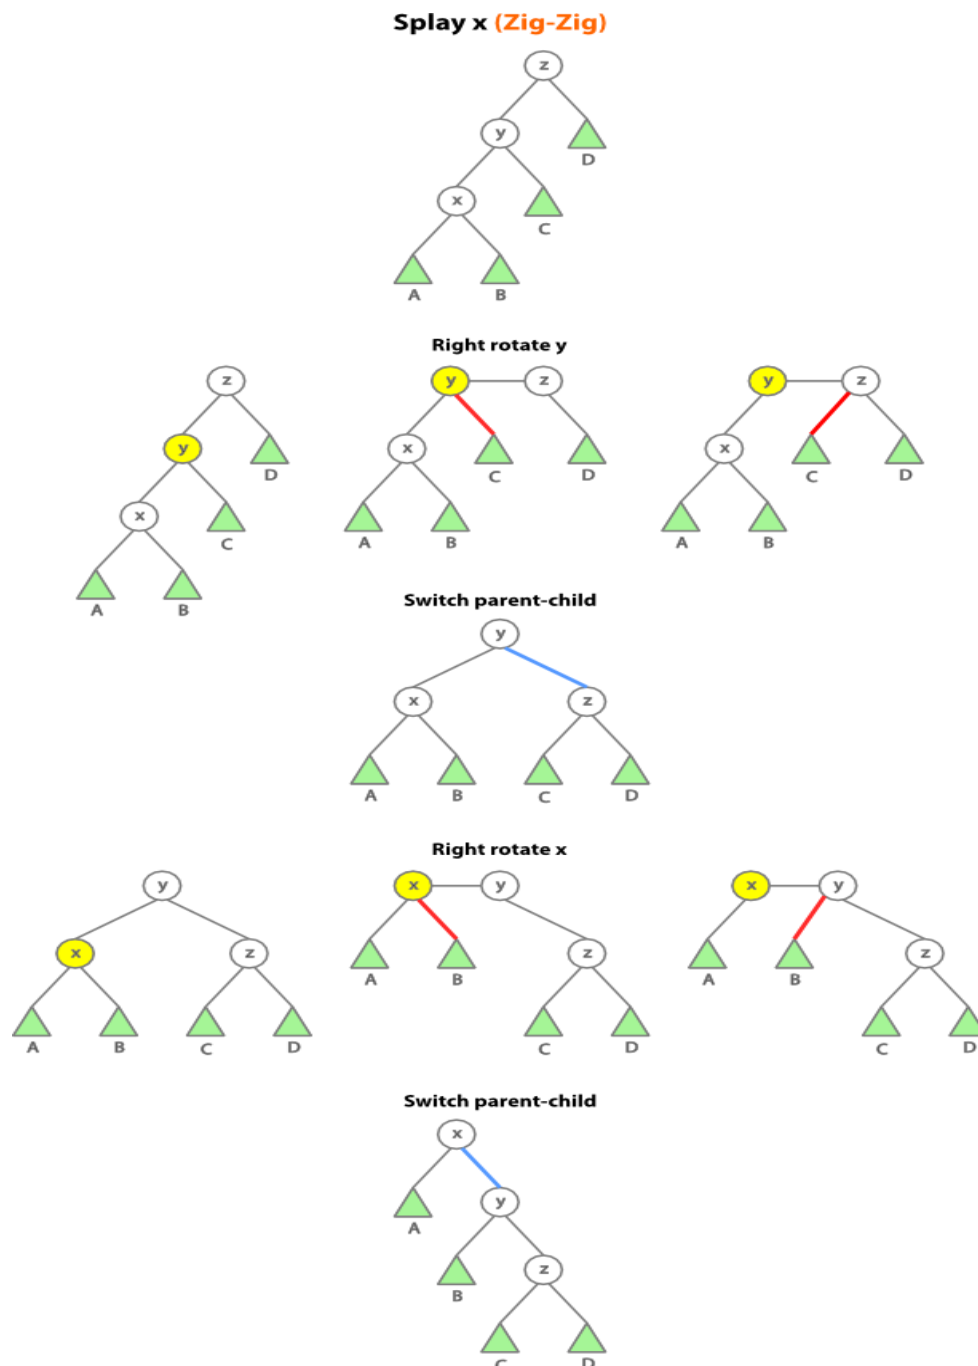 Splay x (Zig-Zig)
z
y
D
x
C
A B
Right rotate y
z y z y z
y D x C D x C D
x C A B A B
A B
Switch parent-child
y
x z
A B C D
Right rotate x
y x y x y
x z A B z A B z
A B C D C D C D
Switch parent-child
x
A y
B z
C D